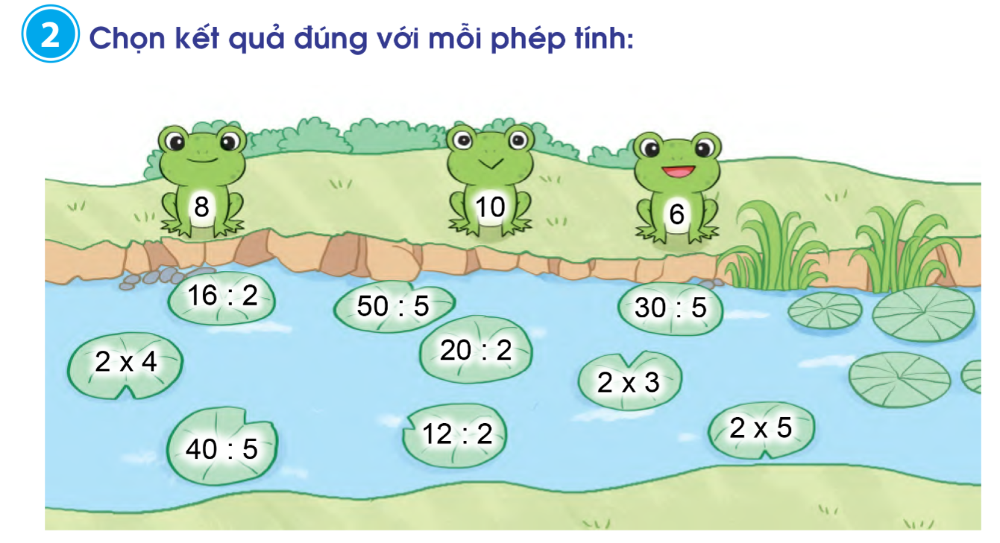 2 Chọn kết quả đúng với mỗi phép tính:
8
10
6
16 : 2
50 : 5
30 : 5
2 x 4
20 : 2
2 x 3
40 : 5
12 : 2
2 x 5